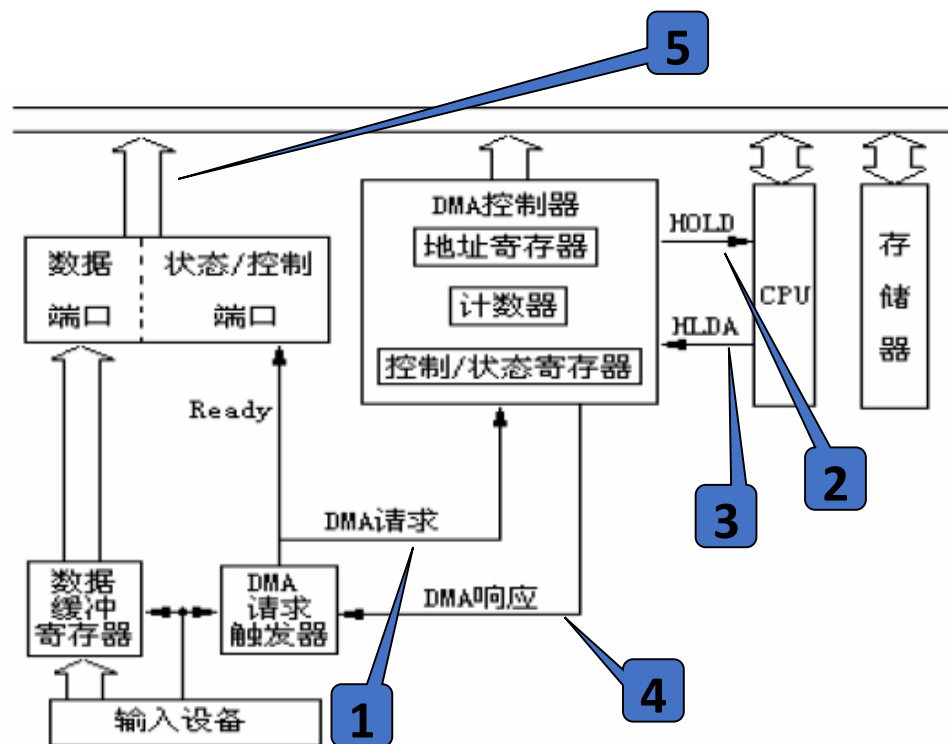 5
DMA控制器
地址寄存器
计数器
控制/状态寄存器
HOLD
HLDA
CPU
存
储
器
数据
端口
状态/控制
端口
Ready
2
3
DMA请求
DMA响应
数据
缓冲
寄存器
DMA
请求
触发器
1
4
输入设备